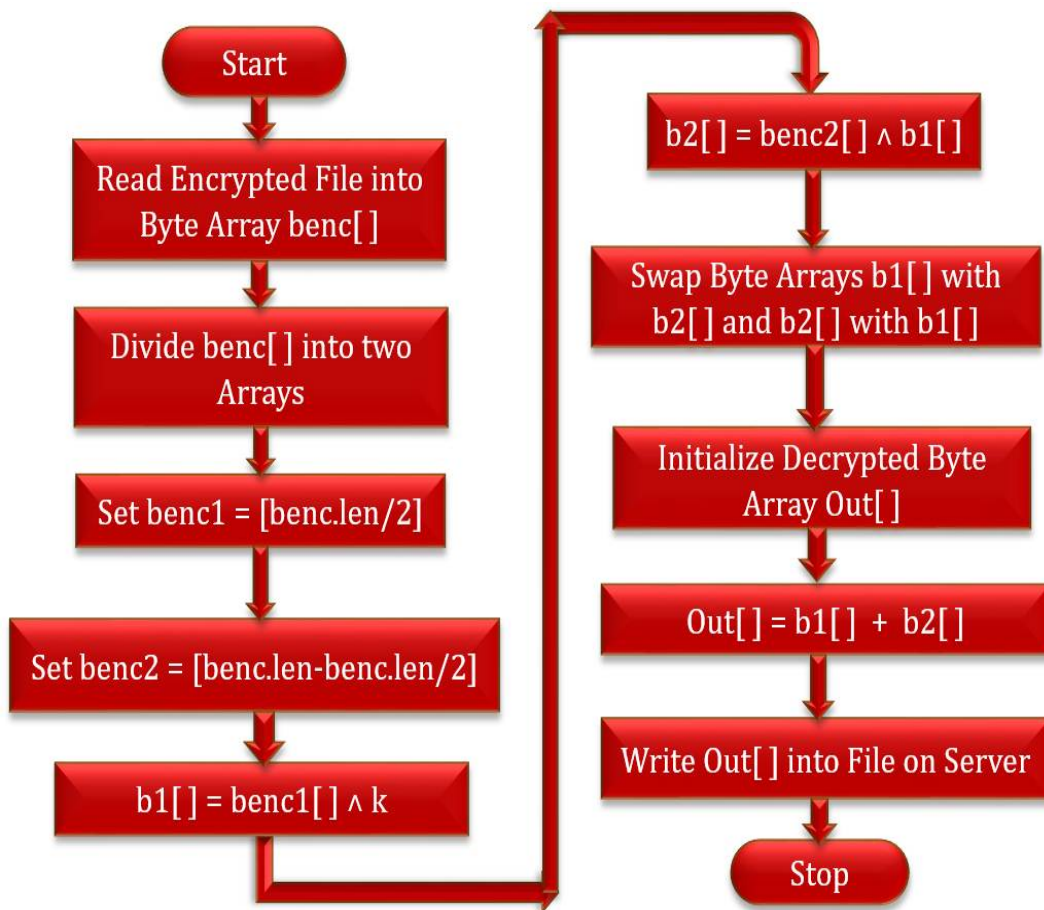 Start
Read Encrypted File into
Byte Array benc[ ]
Divide benc[ ] into two
Arrays
Set benc1 = [benc.len/2]
Set benc2 = [benc.len-benc.len/2]
b1[ ] = benc1[ ] ∧ k
b2[ ] = benc2[ ] ∧ b1[ ]
Swap Byte Arrays b1[ ] with
b2[ ] and b2[ ] with b1[ ]
Initialize Decrypted Byte
Array Out[ ]
Out[ ] = b1[ ] + b2[ ]
Write Out[ ] into File on Server
Stop